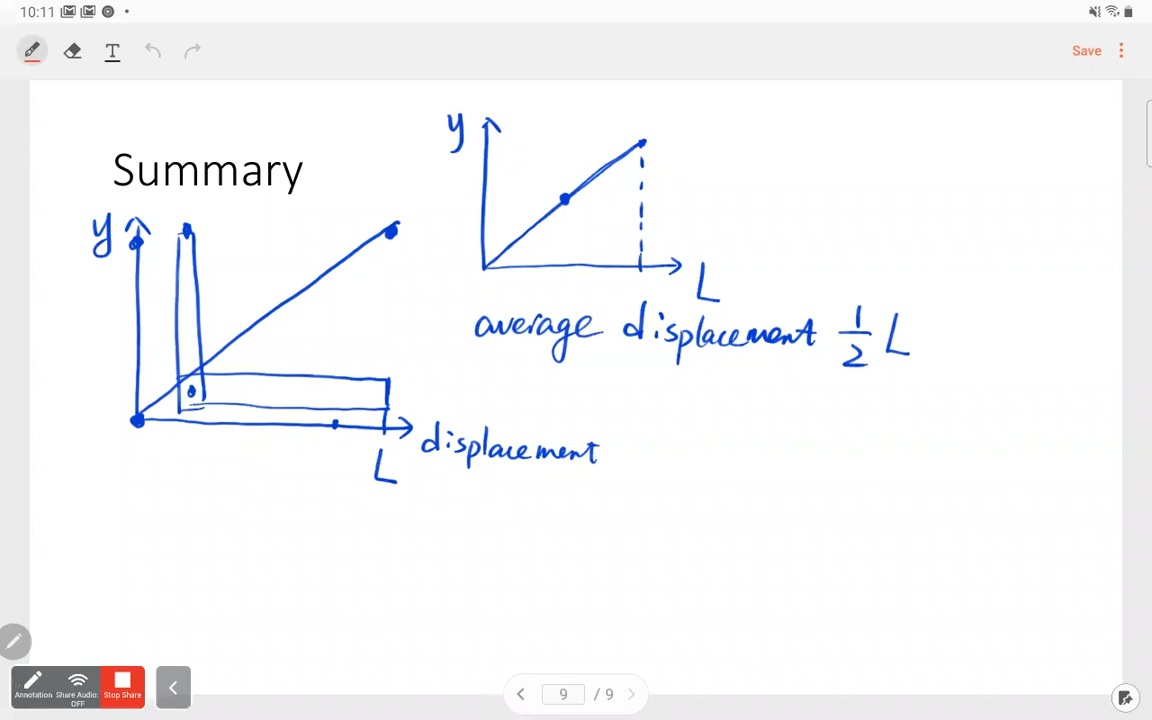 10:11
T
Save
y
Summary
y
L
average displacement 1/2 L
displacement
L
Annotation
Share Audio: OFF
Stop Share
9 / 9